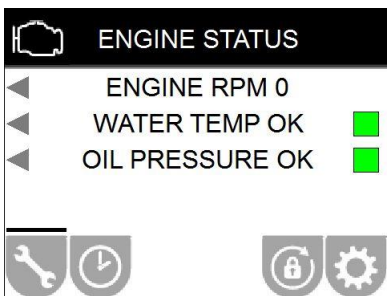 ENGINE STATUS
ENGINE RPM 0
WATER TEMP OK
OIL PRESSURE OK